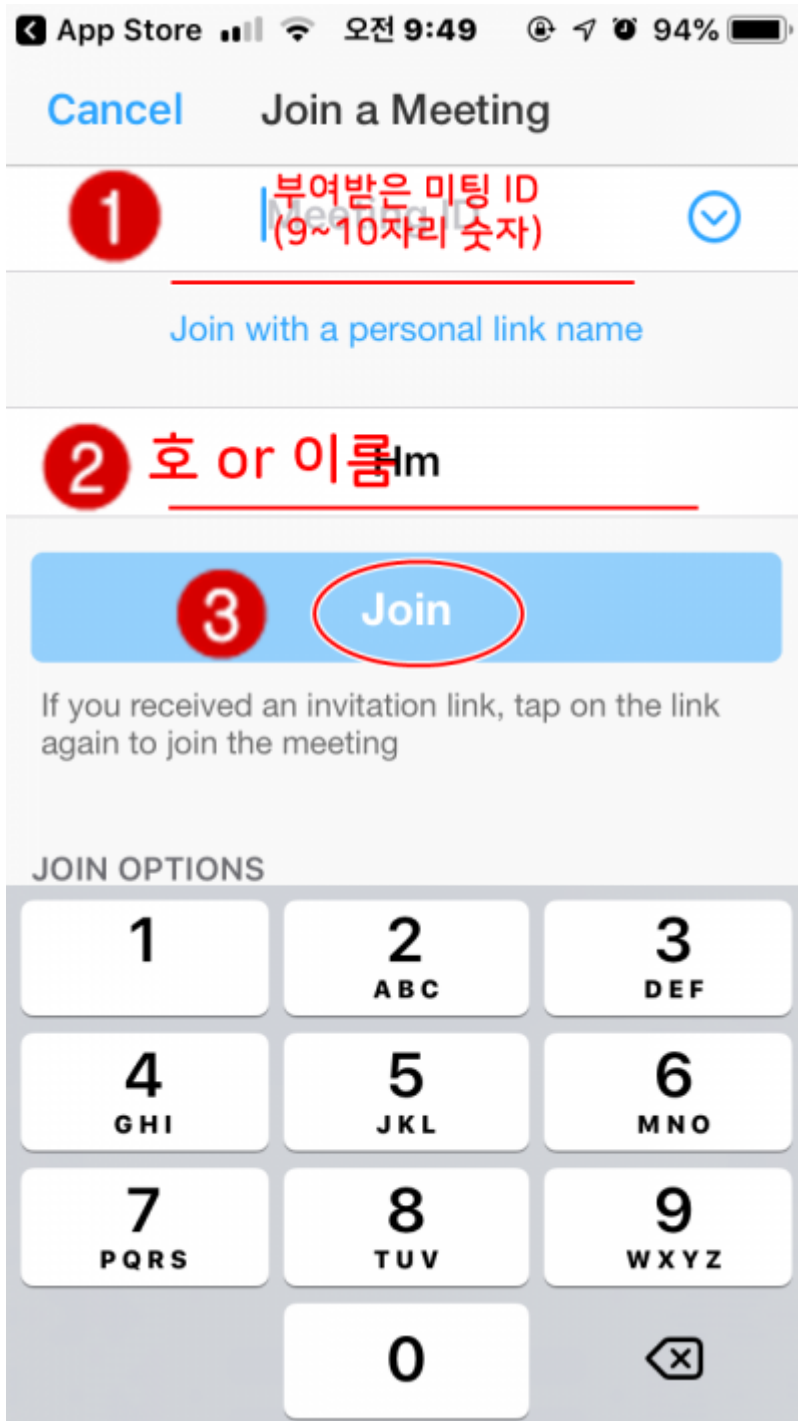 App Store 오전 9:49 94%
Cancel Join a Meeting
1 부여받은 미팅 ID
Meeting ID
(9~10자리 숫자)
Join with a personal link name
2 호 or 이름 Hm
3 Join
If you received an invitation link, tap on the link
again to join the meeting
JOIN OPTIONS
1 2 3
ABC DEF
4 5 6
GHI JKL MNO
7 8 9
PQRS TUV WXYZ
0